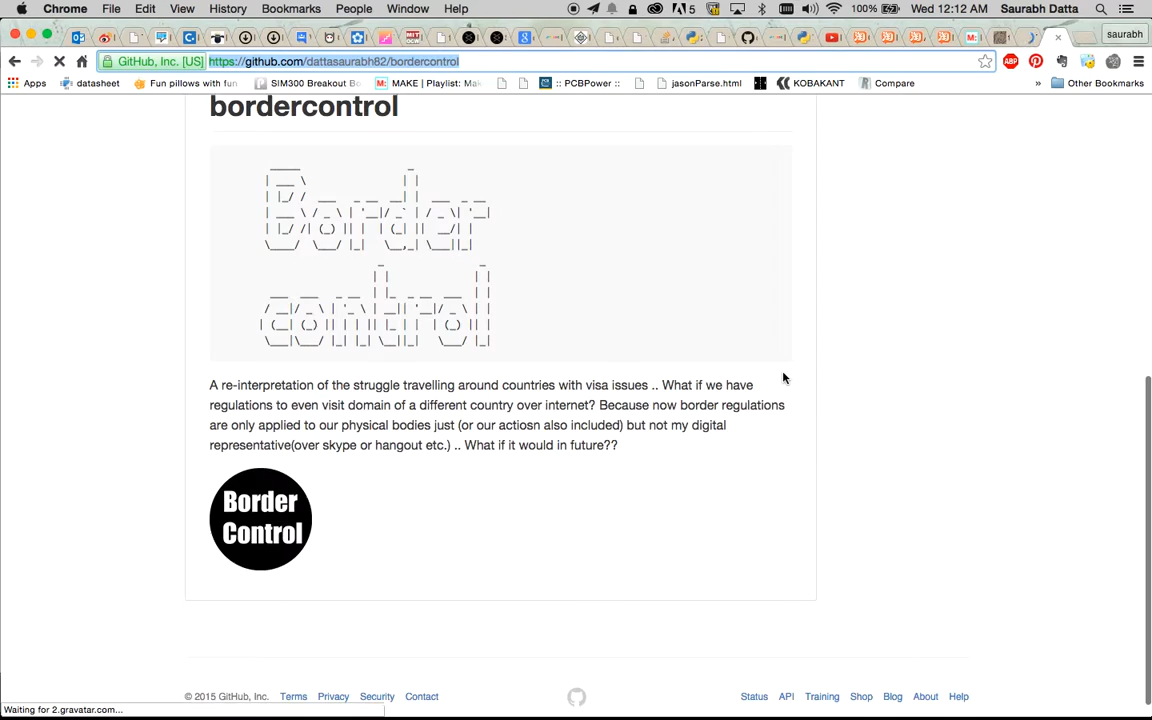 Chrome File Edit View History Bookmarks People Window Help 5 100% Wed 12:12 AM Saurabh Datta
saurabh
GitHub, Inc. [US] https://github.com/dattasaurabh82/bordercontrol
Apps datasheet Fun pillows with fun SIM300 Breakout Bo MAKE | Playlist: Mak :: PCBPower :: jasonParse.html KOBAKANT Compare » Other Bookmarks
bordercontrol
Border
control
A re-interpretation of the struggle travelling around countries with visa issues .. What if we have
regulations to even visit domain of a different country over internet? Because now border regulations
are only applied to our physical bodies just (or our actiosn also included) but not my digital
representative(over skype or hangout etc.) .. What if it would in future??
Border
Control
© 2015 GitHub, Inc. Terms Privacy Security Contact Status API Training Shop Blog About Help
Waiting for 2.gravatar.com...